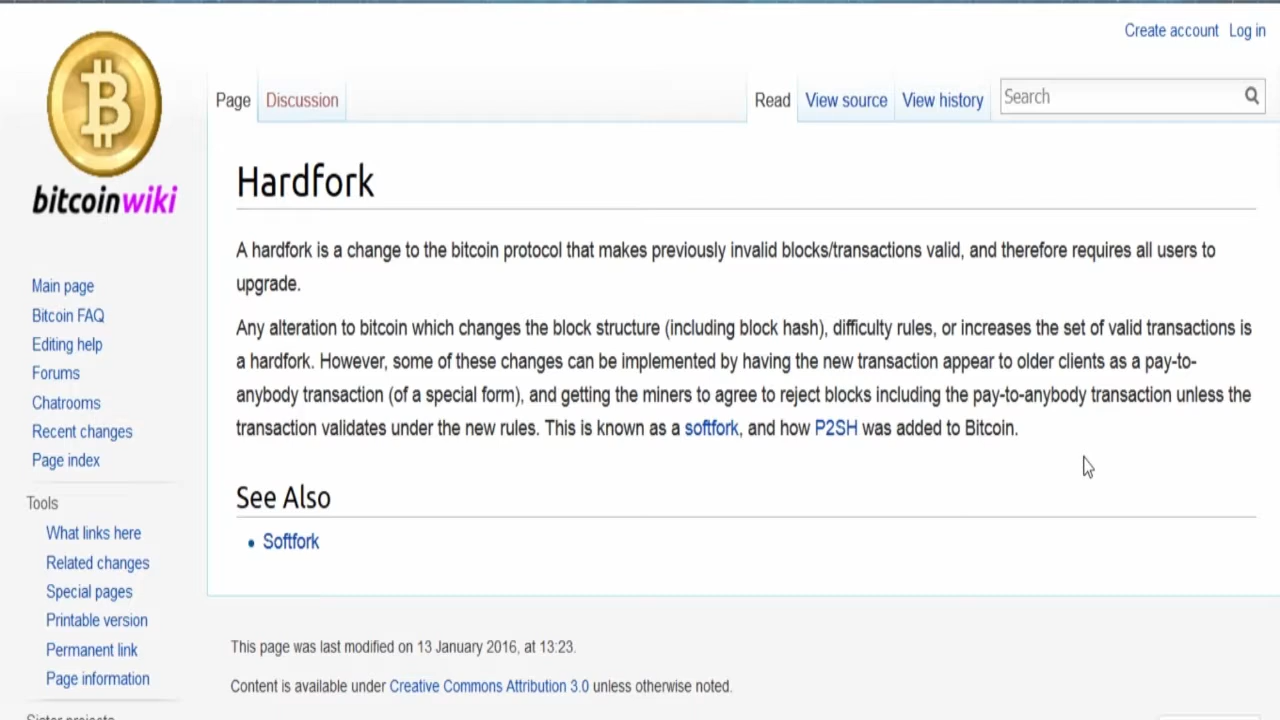 Create account Log in
Page Discussion Read View source View history Search
bitcoinwiki
Hardfork
A hardfork is a change to the bitcoin protocol that makes previously invalid blocks/transactions valid, and therefore requires all users to
upgrade.
Any alteration to bitcoin which changes the block structure (including block hash), difficulty rules, or increases the set of valid transactions is
a hardfork. However, some of these changes can be implemented by having the new transaction appear to older clients as a pay-to-
anybody transaction (of a special form), and getting the miners to agree to reject blocks including the pay-to-anybody transaction unless the
transaction validates under the new rules. This is known as a softfork, and how P2SH was added to Bitcoin.
See Also
Softfork
Main page
Bitcoin FAQ
Editing help
Forums
Chatrooms
Recent changes
Page index
Tools
What links here
Related changes
Special pages
Printable version
Permanent link
Page information
Sister projects
This page was last modified on 13 January 2016, at 13:23.
Content is available under Creative Commons Attribution 3.0 unless otherwise noted.